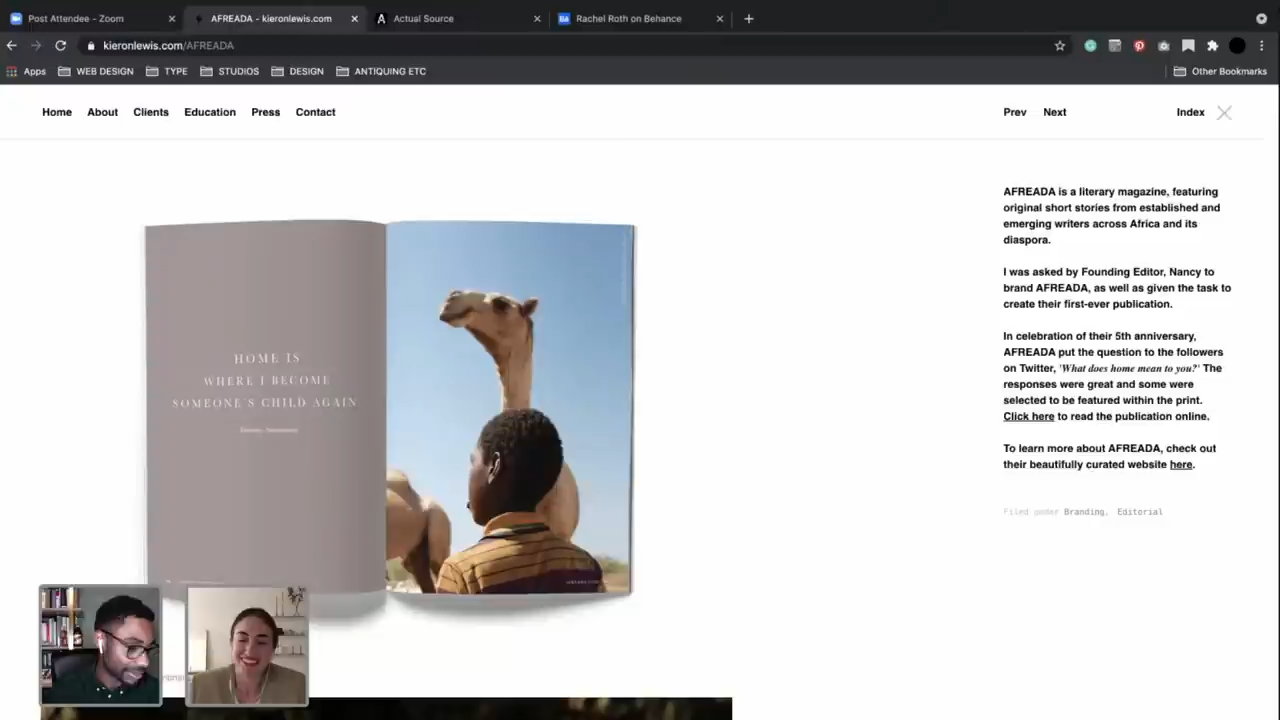 Post Attendee - Zoom
AFREADA - kieronlewis.com
Actual Source
Rachel Roth on Behance
kieronlewis.com/AFREADA
Apps
WEB DESIGN
TYPE
STUDIOS
DESIGN
ANTIQUING ETC
Other Bookmarks
Home About Clients Education Press Contact
Prev Next Index
HOME IS
WHERE I BECOME
SOMEONE'S CHILD AGAIN
AFREADA is a literary magazine, featuring
original short stories from established and
emerging writers across Africa and its
diaspora.
I was asked by Founding Editor, Nancy to
brand AFREADA, as well as given the task to
create their first-ever publication.
In celebration of their 5th anniversary,
AFREADA put the question to the followers
on Twitter, 'What does home mean to you?' The
responses were great and some were
selected to be featured within the print.
Click here to read the publication online.
To learn more about AFREADA, check out
their beautifully curated website here.
Filed under Branding, Editorial